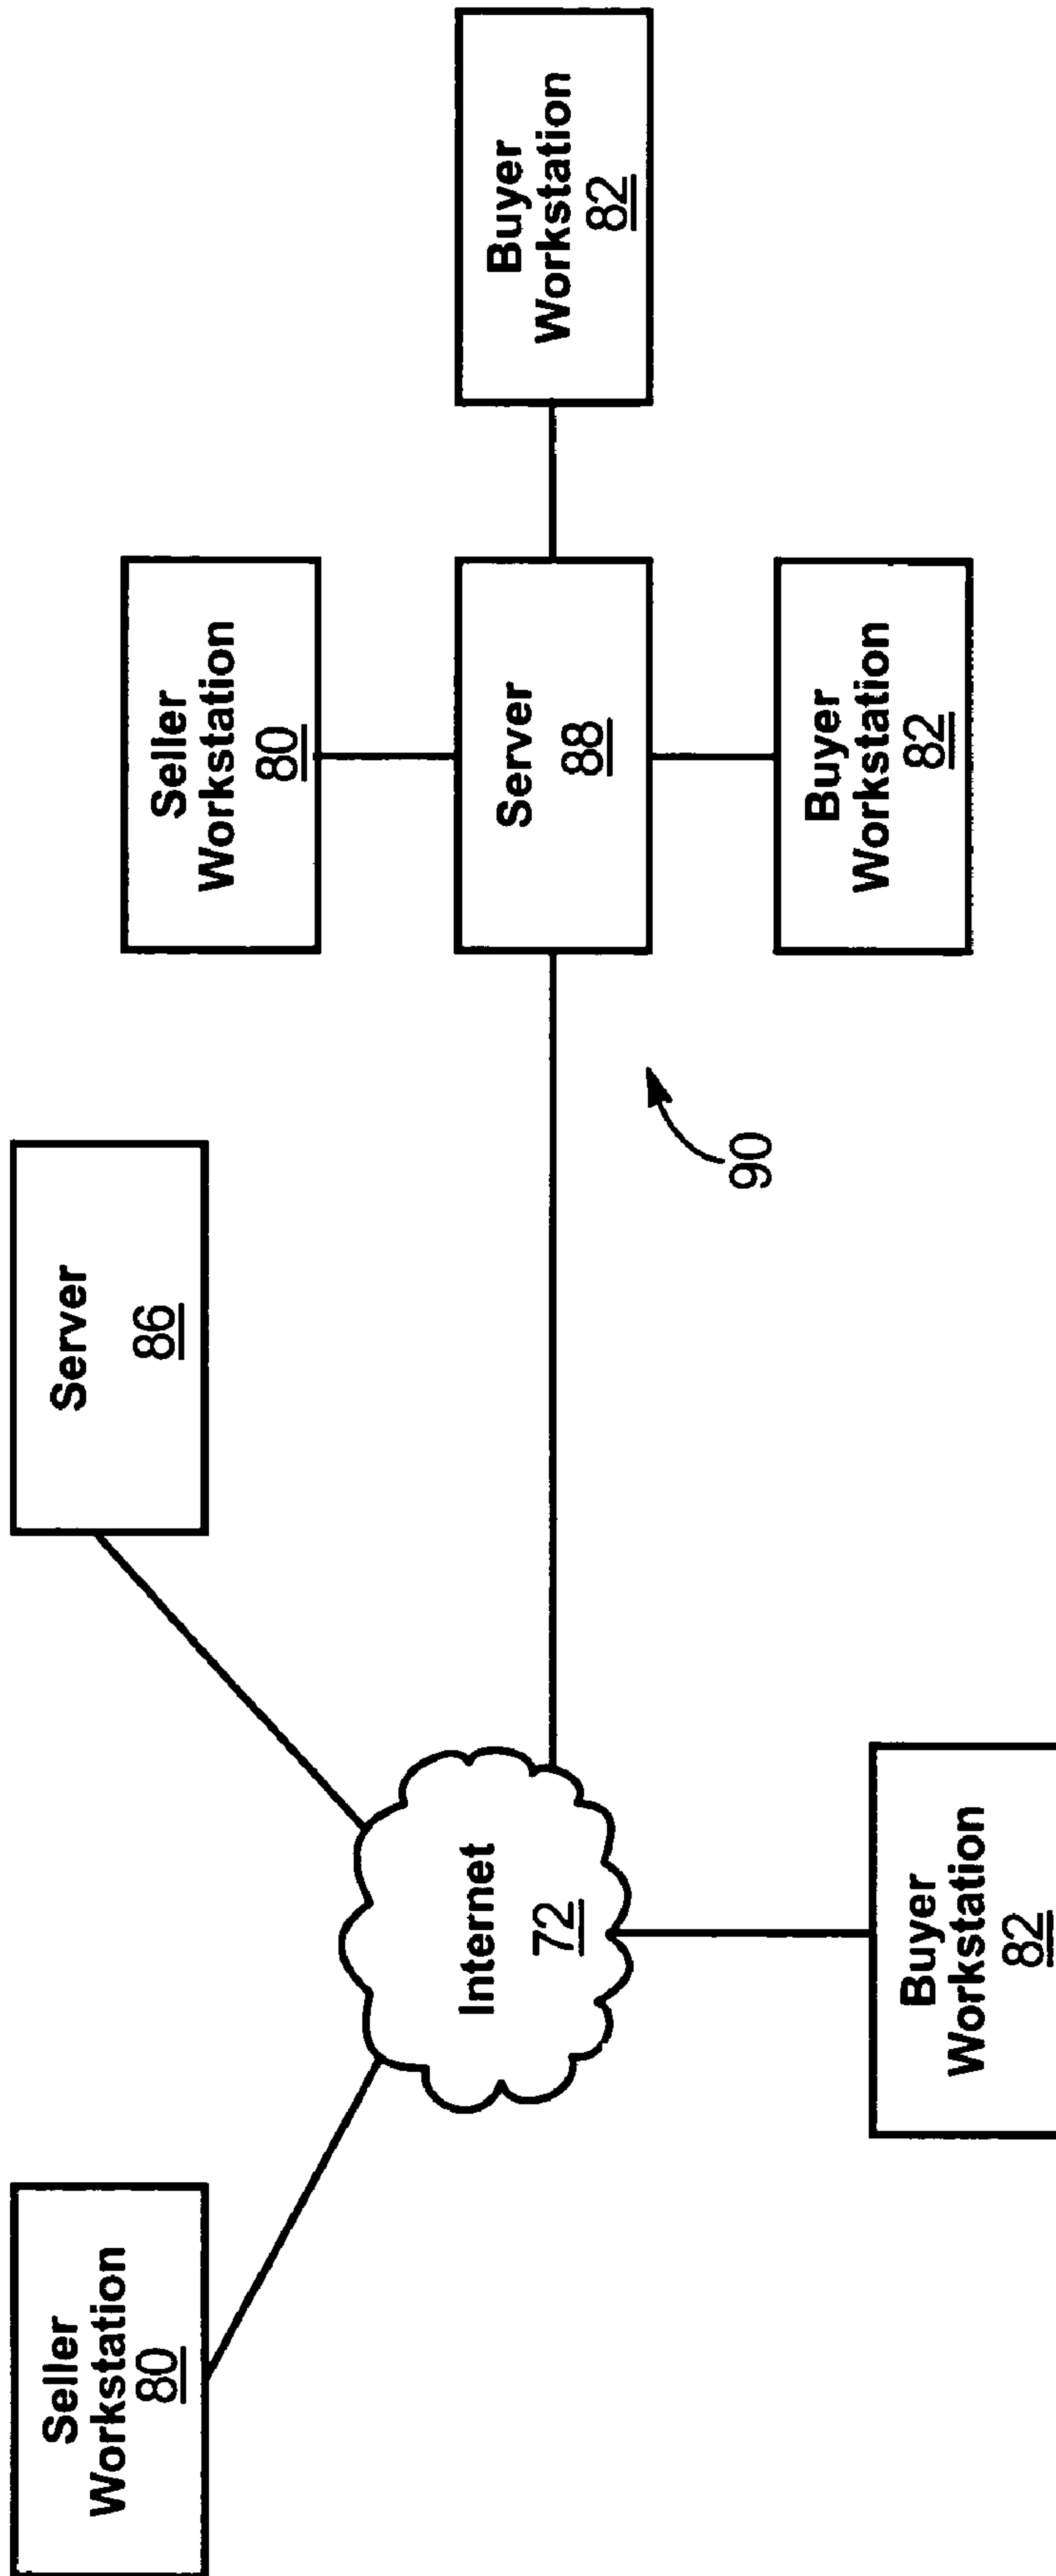 Seller
Workstation
80
Server
86
Internet
72
Buyer
Workstation
82
90
Seller
Workstation
80
Server
88
Buyer
Workstation
82
Buyer
Workstation
82